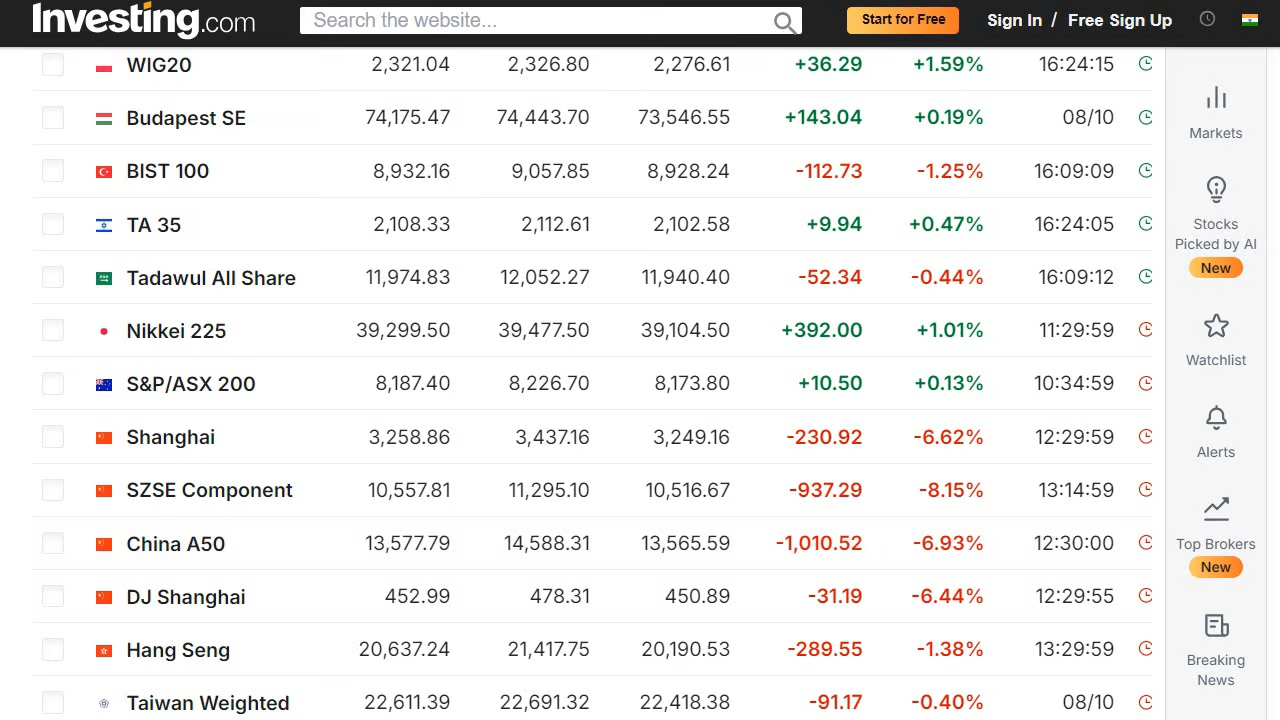 Investing.com Search the website... Start for Free Sign In / Free Sign Up
WIG20 2,321.04 2,326.80 2,276.61 +36.29 +1.59% 16:24:15
Budapest SE 74,175.47 74,443.70 73,546.55 +143.04 +0.19% 08/10
BIST 100 8,932.16 9,057.85 8,928.24 -112.73 -1.25% 16:09:09
TA 35 2,108.33 2,112.61 2,102.58 +9.94 +0.47% 16:24:05
Tadawul All Share 11,974.83 12,052.27 11,940.40 -52.34 -0.44% 16:09:12
Nikkei 225 39,299.50 39,477.50 39,104.50 +392.00 +1.01% 11:29:59
S&P/ASX 200 8,187.40 8,226.70 8,173.80 +10.50 +0.13% 10:34:59
Shanghai 3,258.86 3,437.16 3,249.16 -230.92 -6.62% 12:29:59
SZSE Component 10,557.81 11,295.10 10,516.67 -937.29 -8.15% 13:14:59
China A50 13,577.79 14,588.31 13,565.59 -1,010.52 -6.93% 12:30:00
DJ Shanghai 452.99 478.31 450.89 -31.19 -6.44% 12:29:55
Hang Seng 20,637.24 21,417.75 20,190.53 -289.55 -1.38% 13:29:59
Taiwan Weighted 22,611.39 22,691.32 22,418.38 -91.17 -0.40% 08/10
Markets
Stocks
Picked by AI
New
Watchlist
Alerts
Top Brokers
New
Breaking
News